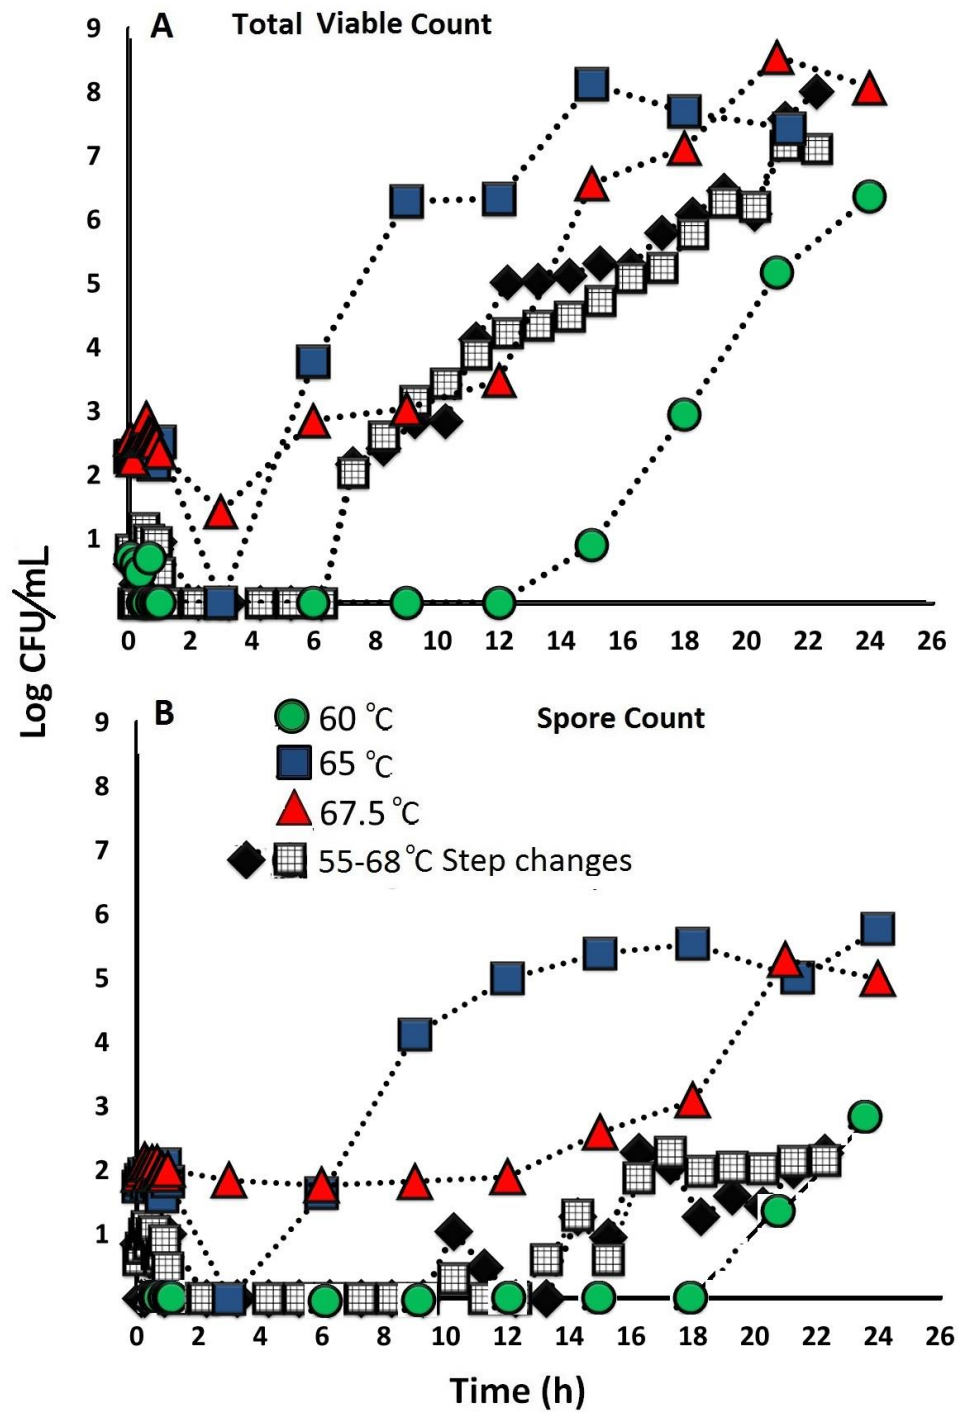 A Total Viable Count
9
8
7
6
5
4
3
2
1
0 2 4 6 8 10 12 14 16 18 20 22 24 26
Log CFU/mL
B Spore Count
60 °C
65 °C
67.5 °C
55-68°C Step changes
9
8
7
6
5
4
3
2
1
0 2 4 6 8 10 12 14 16 18 20 22 24 26
Time (h)